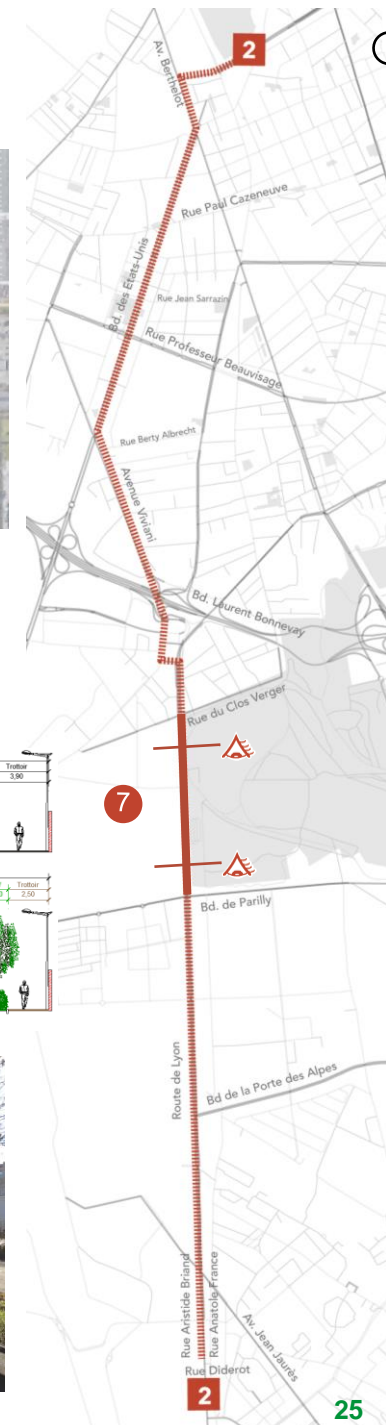 2
Av. Berthelot
Rue Paul Cazeneuve
Bd. des Etats-Unis
Rue Jean Sarrazin
Rue Professeur Beauvisage
Rue Berty Albrecht
Avenue Viviani
Bd. Laurent Bonnevay
Rue du Clos Verger
Trottoir
3,90
7
Trottoir
2,50
Bd. de Parilly
Route de Lyon
Bd de la Porte des Alpes
Rue Aristide Briand
Rue Anatole France
Av. Jean Jaurès
Rue Diderot
2
25